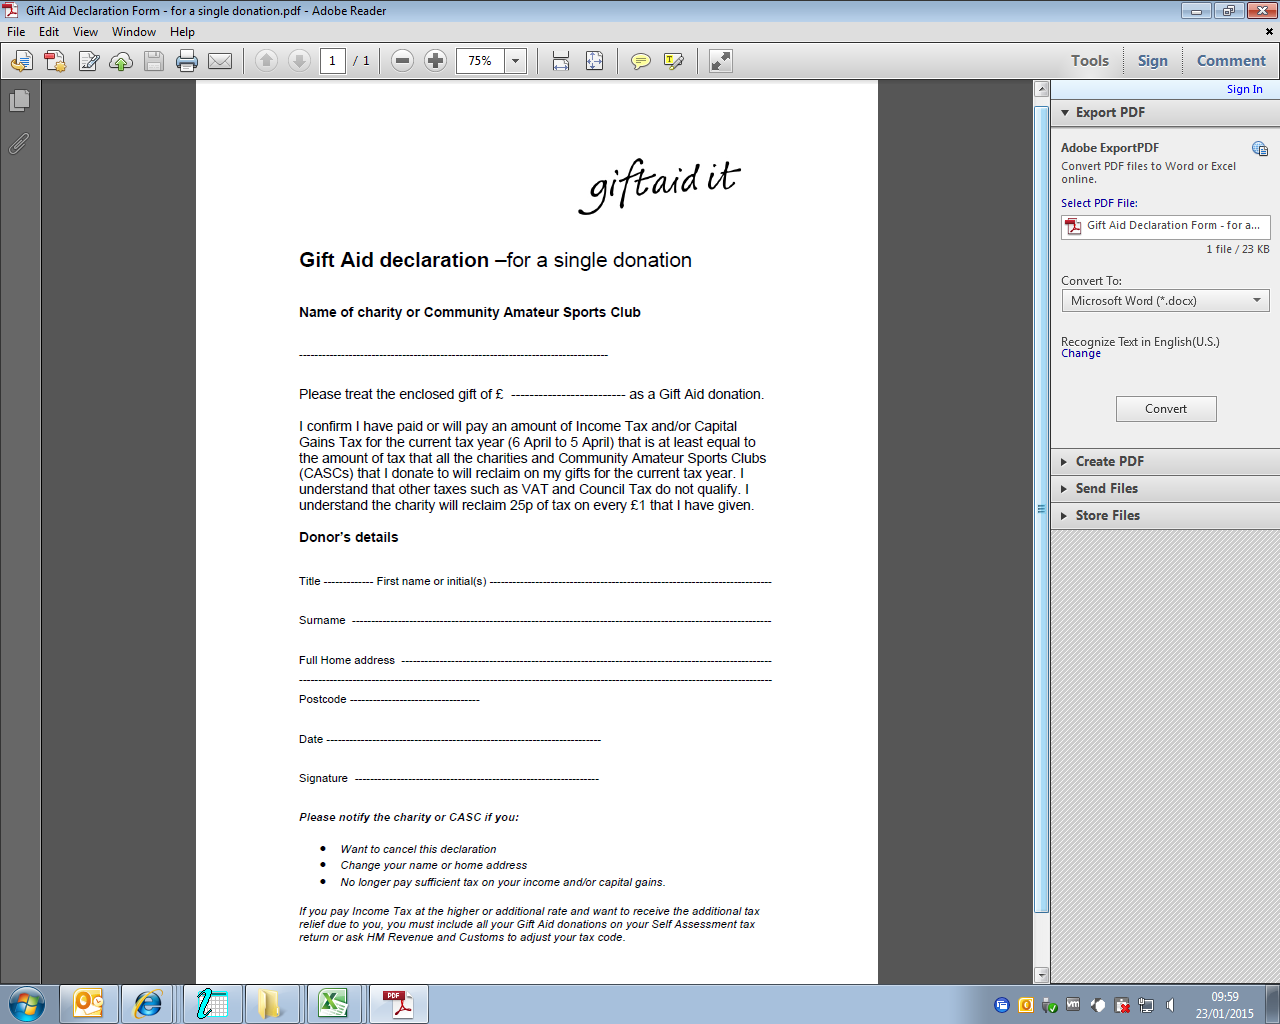 Gift Aid Declaration Form - for a single donation.pdf - Adobe Reader
File Edit View Window Help
1 / 1 75% Tools Sign Comment
Sign In
Export PDF
Adobe ExportPDF
Convert PDF files to Word or Excel
online.
Select PDF File:
Gift Aid Declaration Form - for a...
1 file / 23 KB
Convert To:
Microsoft Word (*.docx)
Recognize Text in English(U.S.)
Change
Convert
Create PDF
Send Files
Store Files
giftaid it
Gift Aid declaration –for a single donation
Name of charity or Community Amateur Sports Club
--------------------------------------------------------------------------------
Please treat the enclosed gift of £ ------------------------- as a Gift Aid donation.
I confirm I have paid or will pay an amount of Income Tax and/or Capital
Gains Tax for the current tax year (6 April to 5 April) that is at least equal to
the amount of tax that all the charities and Community Amateur Sports Clubs
(CASCs) that I donate to will reclaim on my gifts for the current tax year. I
understand that other taxes such as VAT and Council Tax do not qualify. I
understand the charity will reclaim 25p of tax on every £1 that I have given.
Donor's details
Title ------------- First name or initial(s) --------------------------------------------------------------------------
Surname --------------------------------------------------------------------------------------------------------------
Full Home address -------------------------------------------------------------------------------------------------
----------------------------------------------------------------------------------------------------------------------------
Postcode ----------------------------------
Date ------------------------------------------------------------------------
Signature ----------------------------------------------------------------
Please notify the charity or CASC if you:
• Want to cancel this declaration
• Change your name or home address
• No longer pay sufficient tax on your income and/or capital gains.
If you pay Income Tax at the higher or additional rate and want to receive the additional tax
relief due to you, you must include all your Gift Aid donations on your Self Assessment tax
return or ask HM Revenue and Customs to adjust your tax code.
PDF
09:59
23/01/2015